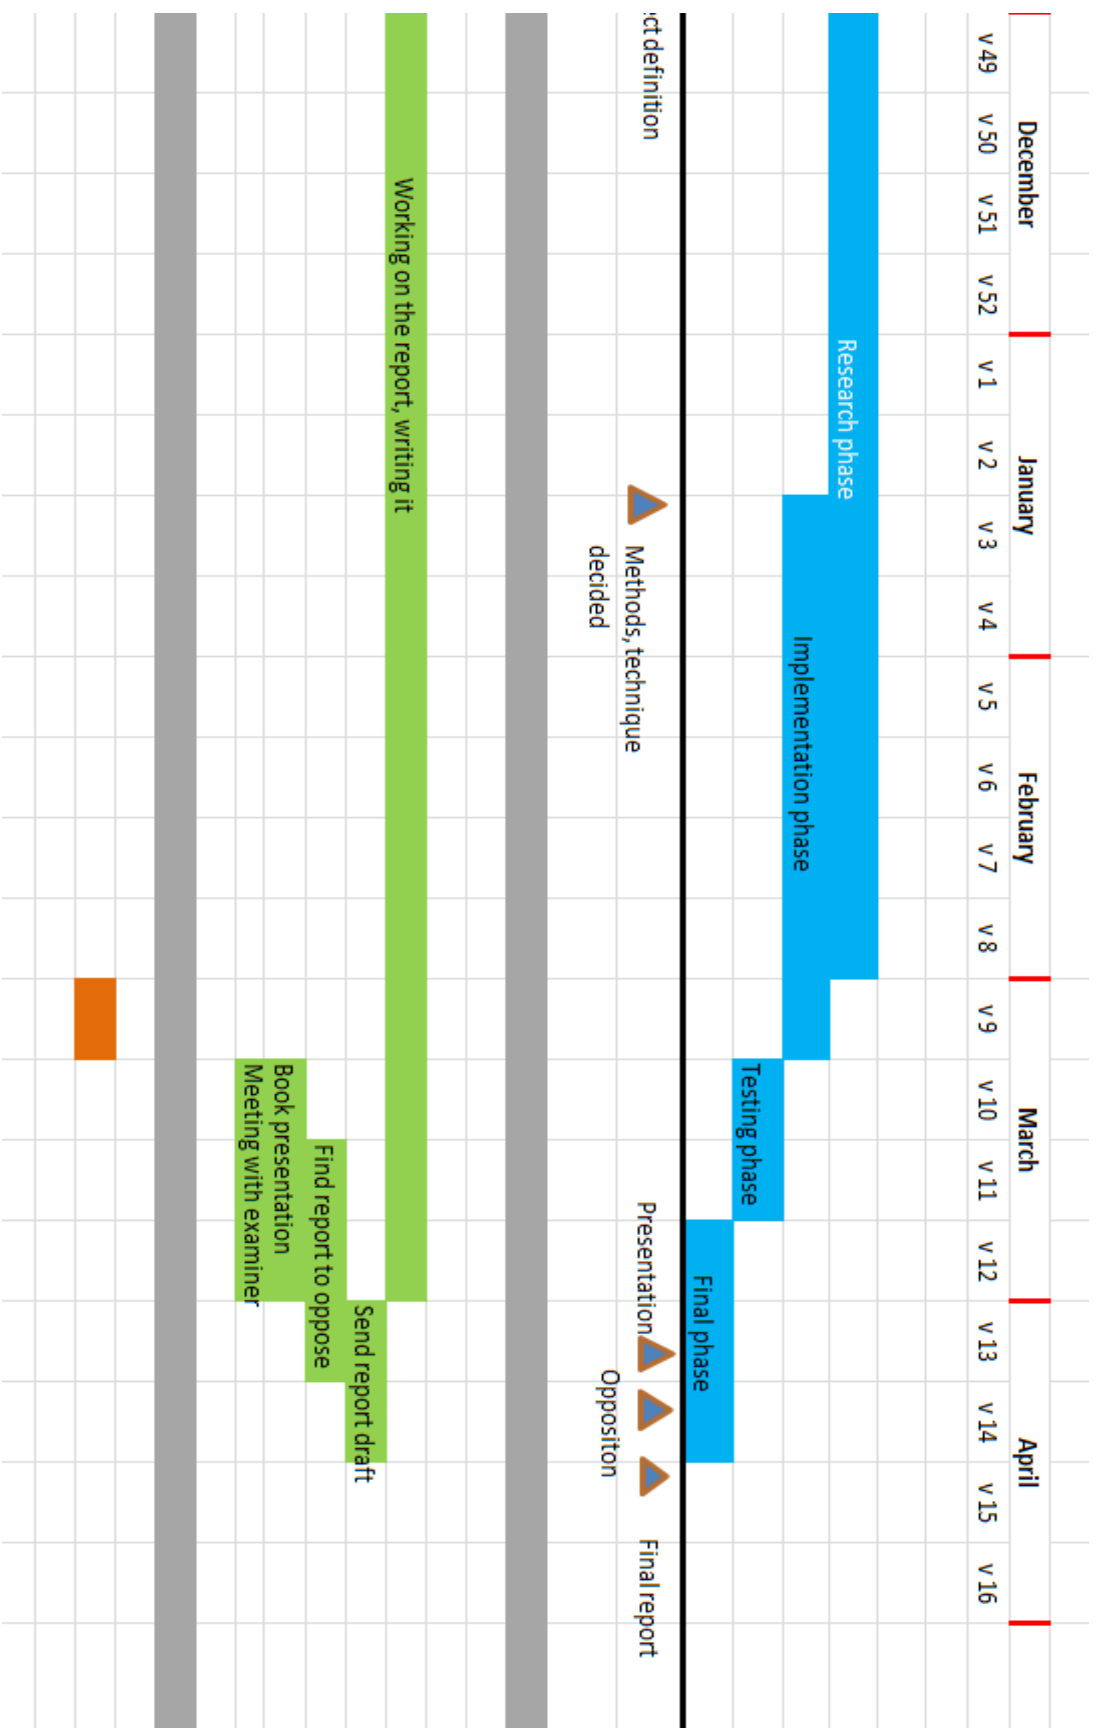 December
January
February
March
April
v 49
v 50
v 51
v 52
v 1
v 2
v 3
v 4
v 5
v 6
v 7
v 8
v 9
v 10
v 11
v 12
v 13
v 14
v 15
v 16
Research phase
Implementation phase
Testing phase
Final phase
ct definition
Methods, technique
decided
Presentation
Oppositon
Final report
Working on the report, writing it
Send report draft
Find report to oppose
Book presentation
Meeting with examiner